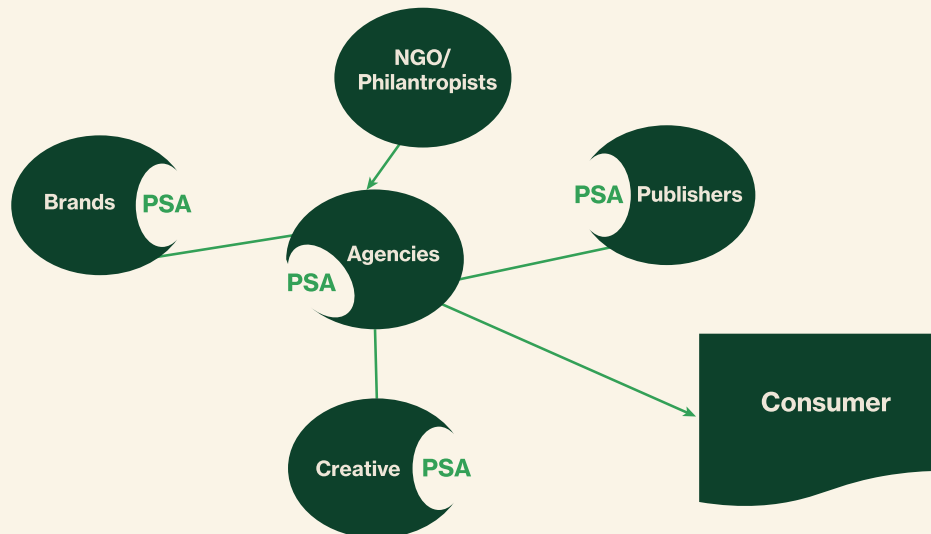 NGO/
Philantropists
Brands
PSA
PSA
Publishers
Agencies
PSA
Consumer
Creative
PSA